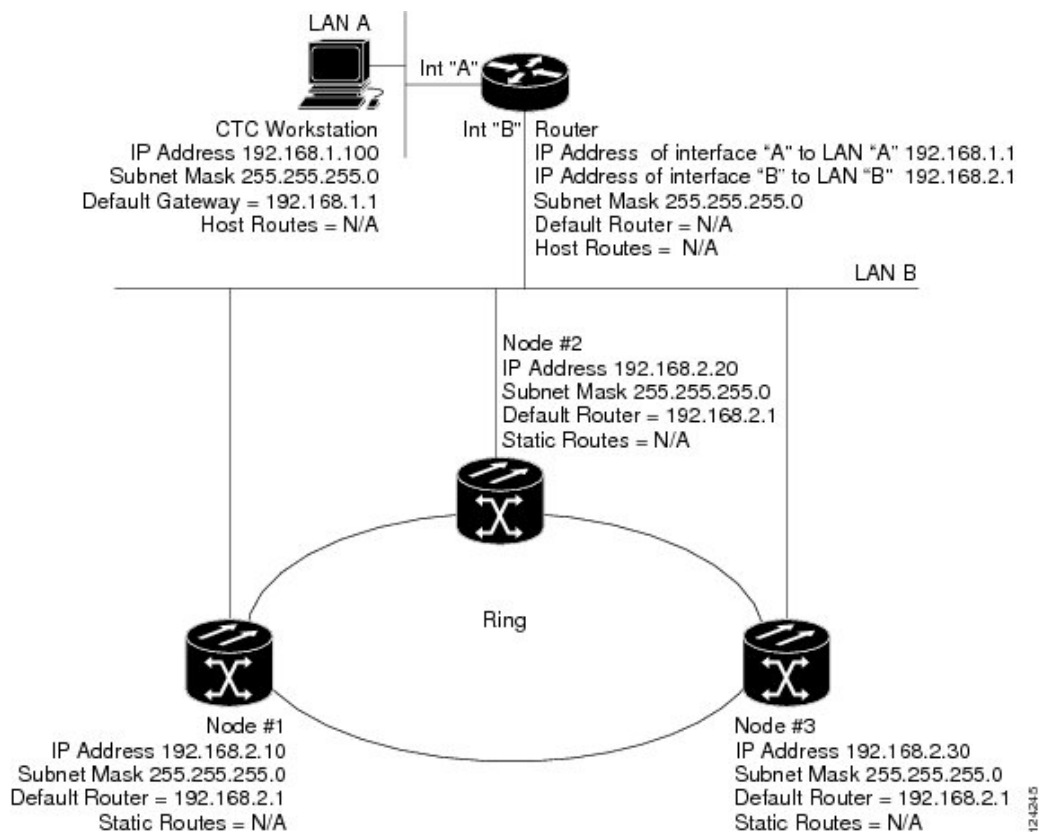 LAN A
Int "A"
CTC Workstation
IP Address 192.168.1.100
Subnet Mask 255.255.255.0
Default Gateway = 192.168.1.1
Host Routes = N/A
Int "B"
Router
IP Address of interface “A” to LAN “A” 192.168.1.1
IP Address of interface “B” to LAN “B” 192.168.2.1
Subnet Mask 255.255.255.0
Default Router = N/A
Host Routes = N/A
LAN B
Node #2
IP Address 192.168.2.20
Subnet Mask 255.255.255.0
Default Router = 192.168.2.1
Static Routes = N/A
Ring
Node #1
IP Address 192.168.2.10
Subnet Mask 255.255.255.0
Default Router = 192.168.2.1
Static Routes = N/A
Node #3
IP Address 192.168.2.30
Subnet Mask 255.255.255.0
Default Router = 192.168.2.1
Static Routes = N/A
124245